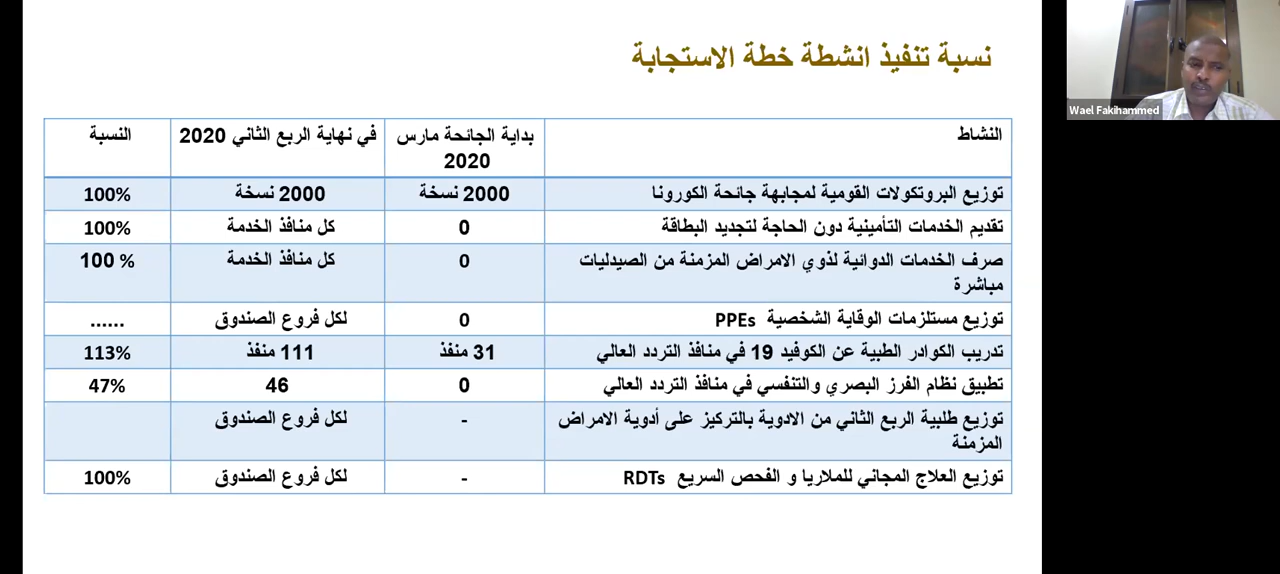 نسبة تنفيذ انشطة خطة الاستجابة
Wael Fakihammed
النشاط
بداية الجائحة مارس
2020
في نهاية الربع الثاني 2020
النسبة
توزيع البروتكولات القومية لمجابهة جائحة الكورونا
2000 نسخة
2000 نسخة
100%
تقديم الخدمات التأمينية دون الحاجة لتجديد البطاقة
0
كل منافذ الخدمة
100%
صرف الخدمات الدوائية لذوي الامراض المزمنة من الصيدليات
مباشرة
0
كل منافذ الخدمة
100 %
توزيع مستلزمات الوقاية الشخصية PPEs
0
لكل فروع الصندوق
......
تدريب الكوادر الطبية عن الكوفيد 19 في منافذ التردد العالي
31 منفذ
111 منفذ
113%
تطبيق نظام الفرز البصري والتنفسي في منافذ التردد العالي
0
46
47%
توزيع طلبية الربع الثاني من الادوية بالتركيز على أدوية الامراض
المزمنة
-
لكل فروع الصندوق
توزيع العلاج المجاني للملاريا و الفحص السريع RDTs
-
لكل فروع الصندوق
100%